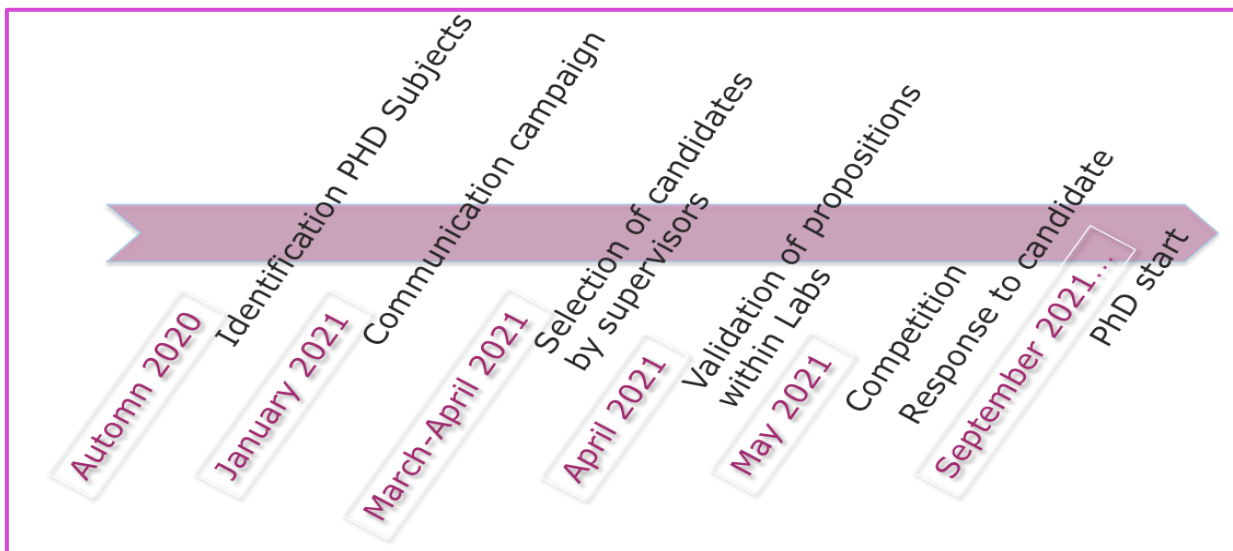 Automn 2020
Identification PHD Subjects
January 2021
Communication campaign
March-April 2021
Selection of candidates
by supervisors
April 2021
Validation of propositions
within Labs
May 2021
Competition
Response to candidate
September 2021...
PhD start